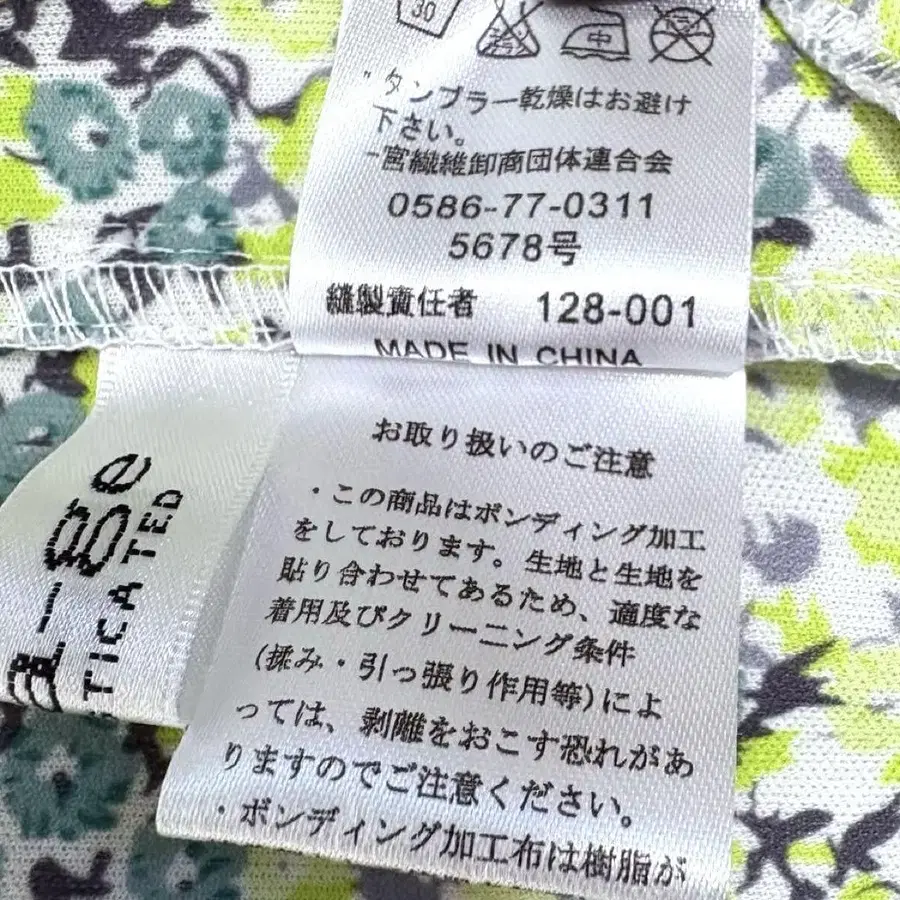 30
中
タンブラー乾燥はお避け
下さい。
一宮繊維卸商団体連合会
0586-77-0311
5678号
縫製責任者 128-001
MADE IN CHINA
お取り扱いのご注意
・この商品はボンディング加工
をしております。生地と生地を
貼り合わせてあるため、適度な
着用及びクリーニング条件
(揉み・引っ張り作用等)によ
っては、剥離をおこす恐れがあ
りますのでご注意ください。
・ボンディング加工布は樹脂が
-ge
TICATED